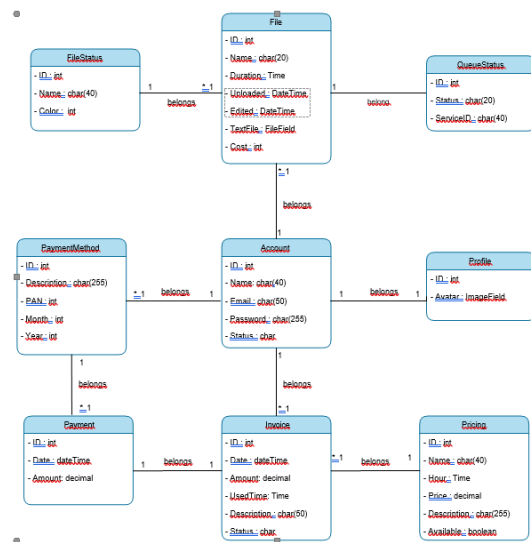 File
- ID : int
- Name : char(20)
- Duration : Time
- Uploaded : DateTime
- Edited : DateTime
- TextFile : FileField
- Cost : int
FileStatus
- ID : int
- Name : char(40)
- Color : int
QueueStatus
- ID : int
- Status : char(20)
- ServiceID : char(40)
1
*..1
belongs
1
1
belong
*..1
belongs
1
PaymentMethod
- ID : int
- Description : char(255)
- PAN : int
- Month : int
- Year : int
Account
- ID : int
- Name: char(40)
- Email : char(50)
- Password : char(255)
- Status : char
Profile
- ID : int
- Avatar : ImageField
*..1
belongs
1
1
belongs
1
1
belongs
*..1
1
belongs
*..1
Payment
- ID : int
- Date : dateTime
- Amount: decimal
Invoice
- ID : int
- Date : dateTime
- Amount: decimal
- UsedTime: Time
- Description : char(50)
- Status : char
Pricing
- ID : int
- Name : char(40)
- Hour : Time
- Price : decimal
- Description : char(255)
- Available : boolean
1
belongs
1
*..1
belongs
1